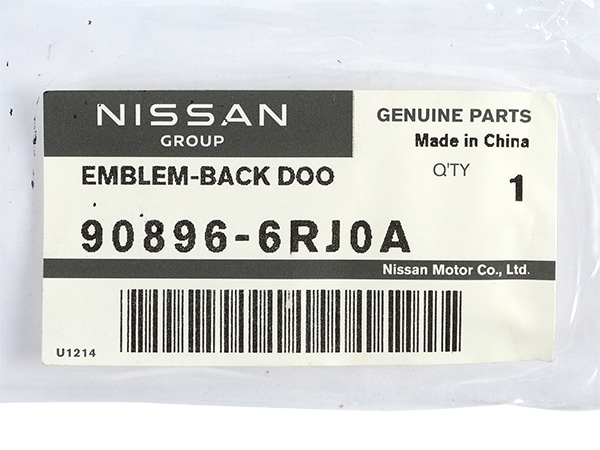 NISSAN
GROUP
GENUINE PARTS
Made in China
EMBLEM-BACK DOO
Q'TY 1
90896-6RJ0A
Nissan Motor Co., Ltd.
U1214